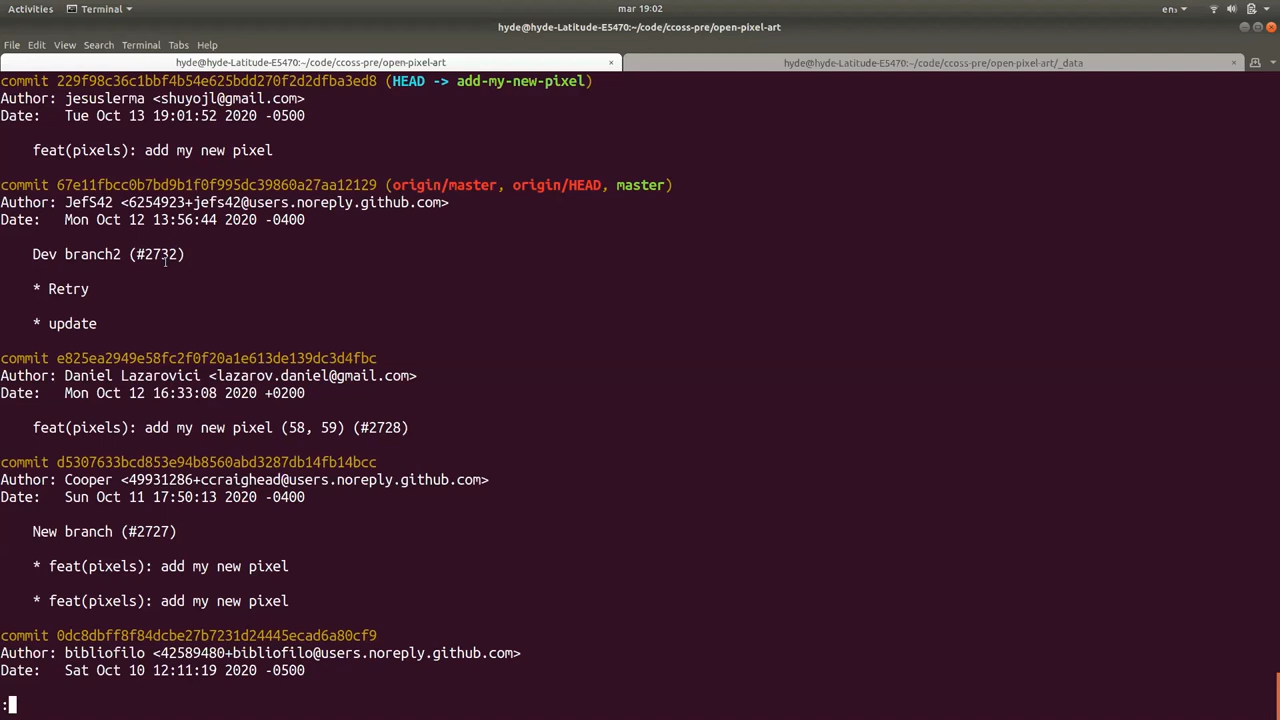 Activities Terminal mar 19:02 en₃
hyde@hyde-Latitude-E5470:~/code/ccoss-pre/open-pixel-art
File Edit View Search Terminal Tabs Help
hyde@hyde-Latitude-E5470:~/code/ccoss-pre/open-pixel-art × hyde@hyde-Latitude-E5470:~/code/ccoss-pre/open-pixel-art/_data ×
commit 229f98c36c1bbf4b54e625bdd270f2d2dfba3ed8 (HEAD -> add-my-new-pixel)
Author: jesuslerma <shuyojl@gmail.com>
Date:   Tue Oct 13 19:01:52 2020 -0500
feat(pixels): add my new pixel
commit 67e11fbcc0b7bd9b1f0f995dc39860a27aa12129 (origin/master, origin/HEAD, master)
Author: JefS42 <6254923+jefs42@users.noreply.github.com>
Date:   Mon Oct 12 13:56:44 2020 -0400
Dev branch2 (#2732)
* Retry
* update
commit e825ea2949e58fc2f0f20a1e613de139dc3d4fbc
Author: Daniel Lazarovici <lazarov.daniel@gmail.com>
Date:   Mon Oct 12 16:33:08 2020 +0200
feat(pixels): add my new pixel (58, 59) (#2728)
commit d5307633bcd853e94b8560abd3287db14fb14bcc
Author: Cooper <49931286+ccraighead@users.noreply.github.com>
Date:   Sun Oct 11 17:50:13 2020 -0400
New branch (#2727)
* feat(pixels): add my new pixel
* feat(pixels): add my new pixel
commit 0dc8dbff8f84dcbe27b7231d24445ecad6a80cf9
Author: bibliofilo <42589480+bibliofilo@users.noreply.github.com>
Date:   Sat Oct 10 12:11:19 2020 -0500
: